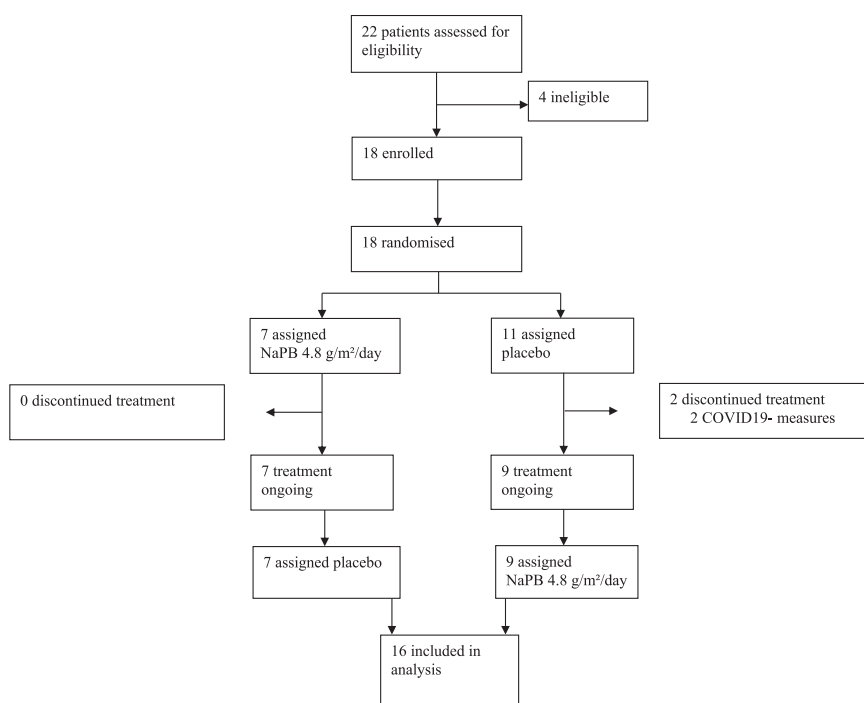 22 patients assessed for
eligibility
4 ineligible
18 enrolled
18 randomised
7 assigned
NaPB 4.8 g/m²/day
11 assigned
placebo
0 discontinued treatment
2 discontinued treatment
2 COVID19- measures
7 treatment
ongoing
9 treatment
ongoing
7 assigned placebo
9 assigned
NaPB 4.8 g/m²/day
16 included in
analysis